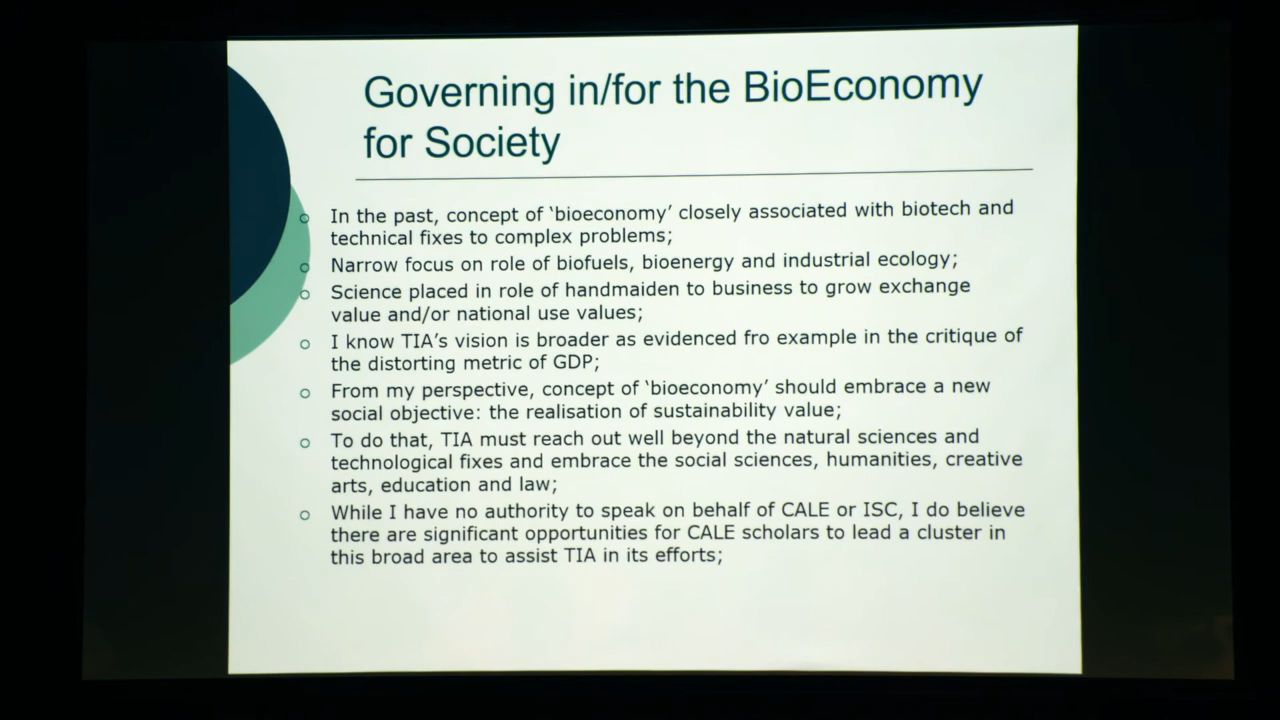 Governing in/for the BioEconomy
for Society
In the past, concept of ‘bioeconomy’ closely associated with biotech and
technical fixes to complex problems;
Narrow focus on role of biofuels, bioenergy and industrial ecology;
Science placed in role of handmaiden to business to grow exchange
value and/or national use values;
I know TIA’s vision is broader as evidenced fro example in the critique of
the distorting metric of GDP;
From my perspective, concept of ‘bioeconomy’ should embrace a new
social objective: the realisation of sustainability value;
To do that, TIA must reach out well beyond the natural sciences and
technological fixes and embrace the social sciences, humanities, creative
arts, education and law;
While I have no authority to speak on behalf of CALE or ISC, I do believe
there are significant opportunities for CALE scholars to lead a cluster in
this broad area to assist TIA in its efforts;